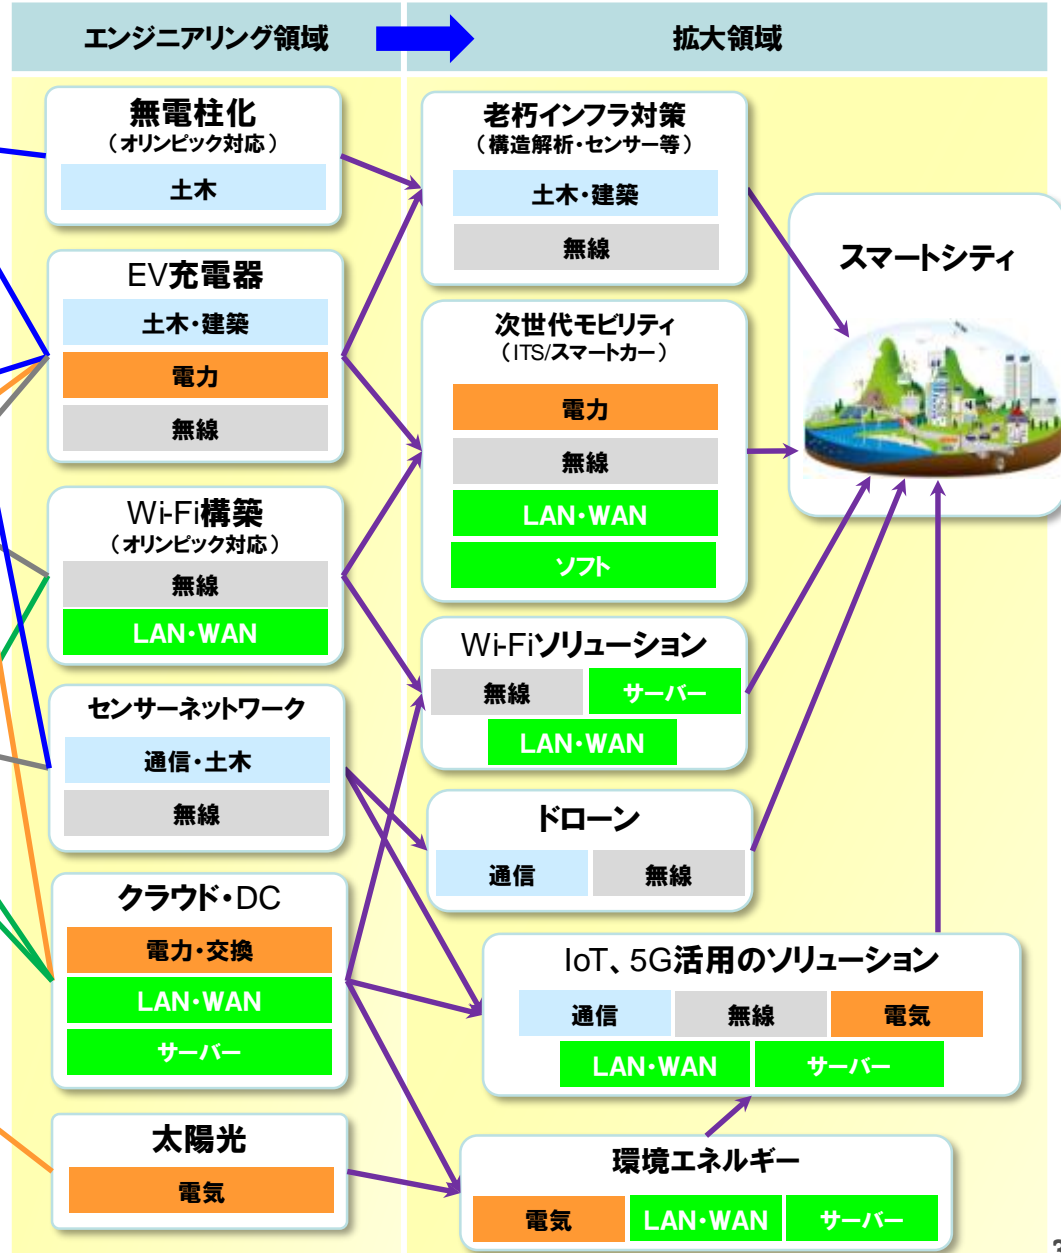 エンジニアリング領域
拡大領域
無電柱化
（オリンピック対応）
土木
EV充電器
土木・建築
電力
無線
Wi-Fi構築
（オリンピック対応）
無線
LAN・WAN
センサーネットワーク
通信・土木
無線
クラウド・DC
電力・交換
LAN・WAN
サーバー
太陽光
電気
老朽インフラ対策
（構造解析・センサー等）
土木・建築
無線
次世代モビリティ
（ITS/スマートカー）
電力
無線
LAN・WAN
ソフト
Wi-Fiソリューション
無線 サーバー
LAN・WAN
ドローン
通信 無線
IoT、5G活用のソリューション
通信 無線 電気
LAN・WAN サーバー
環境エネルギー
電気 LAN・WAN サーバー
スマートシティ